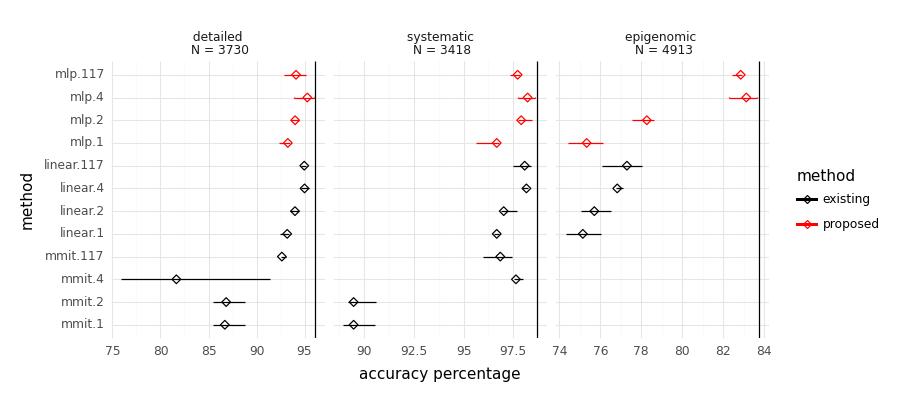 detailed
N = 3730
systematic
N = 3418
epigenomic
N = 4913
method
mlp.117
mlp.4
mlp.2
mlp.1
linear.117
linear.4
linear.2
linear.1
mmit.117
mmit.4
mmit.2
mmit.1
75 80 85 90 95
90 92.5 95 97.5
74 76 78 80 82 84
accuracy percentage
method
existing
proposed